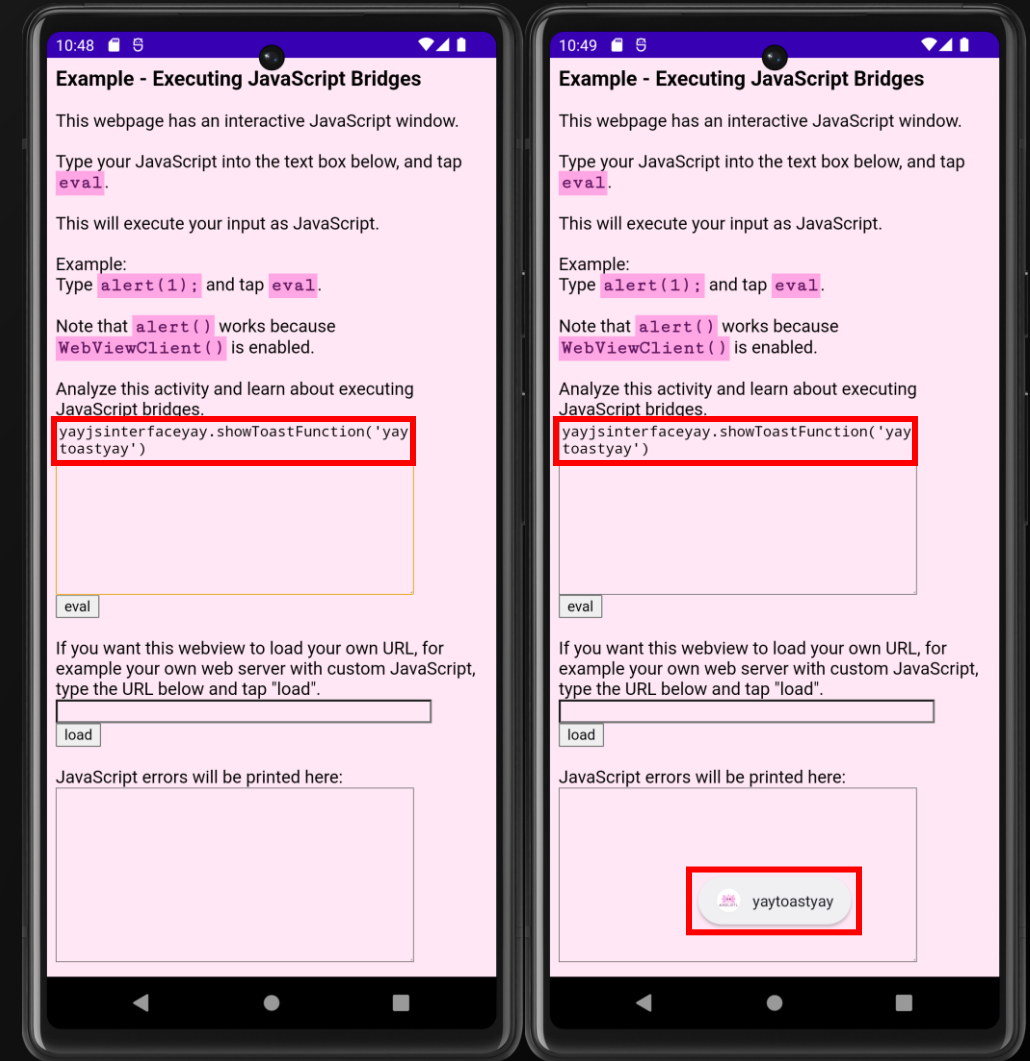 10:48
Example - Executing JavaScript Bridges
This webpage has an interactive JavaScript window.
Type your JavaScript into the text box below, and tap
eval.
This will execute your input as JavaScript.
Example:
Type alert(1); and tap eval.
Note that alert() works because
WebViewClient() is enabled.
Analyze this activity and learn about executing
JavaScript bridges.
yayjsinterfaceyay.showToastFunction('yay
toastyay')
eval
If you want this webview to load your own URL, for
example your own web server with custom JavaScript,
type the URL below and tap "load".
load
JavaScript errors will be printed here:
10:49
Example - Executing JavaScript Bridges
This webpage has an interactive JavaScript window.
Type your JavaScript into the text box below, and tap
eval.
This will execute your input as JavaScript.
Example:
Type alert(1); and tap eval.
Note that alert() works because
WebViewClient() is enabled.
Analyze this activity and learn about executing
JavaScript bridges.
yayjsinterfaceyay.showToastFunction('yay
toastyay')
eval
If you want this webview to load your own URL, for
example your own web server with custom JavaScript,
type the URL below and tap "load".
load
JavaScript errors will be printed here:
yaytoastyay